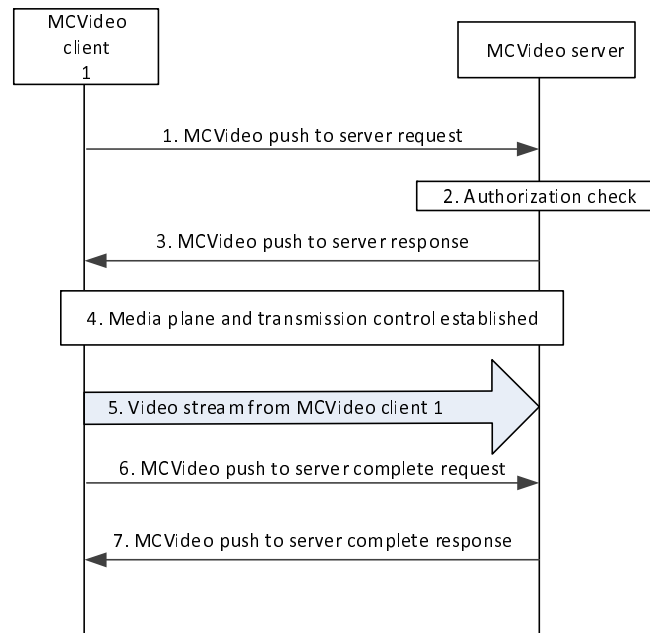 MCVideo
client
1
MCVideo server
1. MCVideo push to server request
2. Authorization check
3. MCVideo push to server response
4. Media plane and transmission control established
5. Video stream from MCVideo client 1
6. MCVideo push to server complete request
7. MCVideo push to server complete response